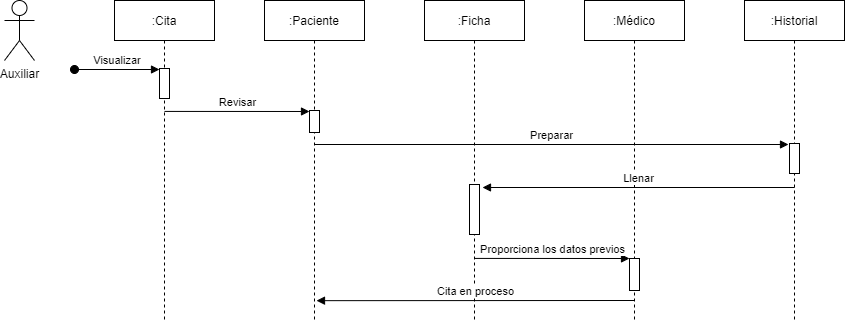 :Cita
:Paciente
:Ficha
:Médico
:Historial
Auxiliar
Visualizar
Revisar
Preparar
Llenar
Proporciona los datos previos
Cita en proceso